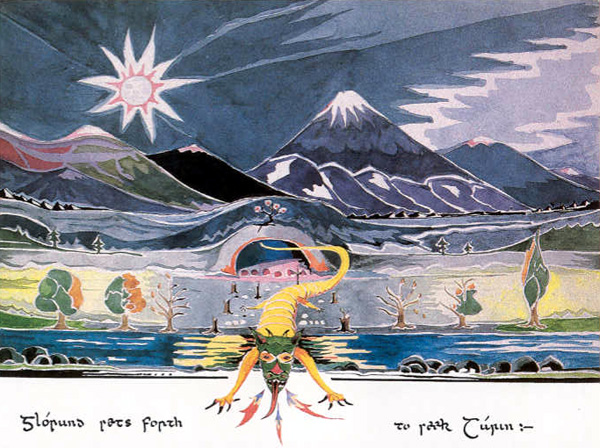 Glórund sets forth to seek Túrin :—